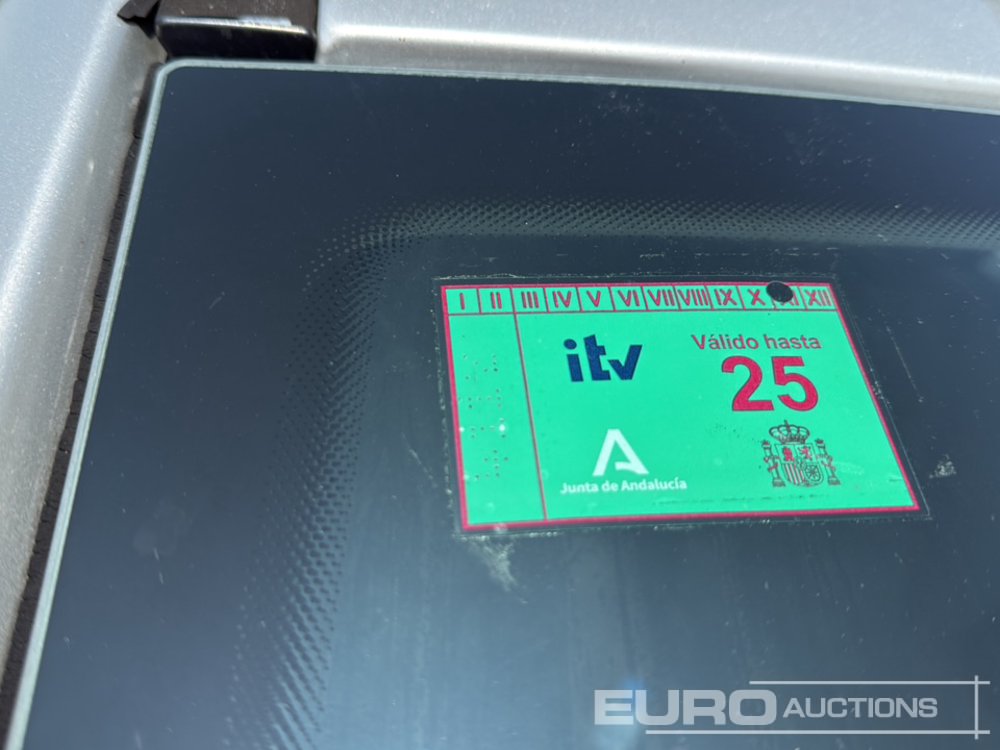 I II III IV V VI VII VIII IX X XII
itv
Válido hasta
25
Junta de Andalucía
EURO AUCTIONS